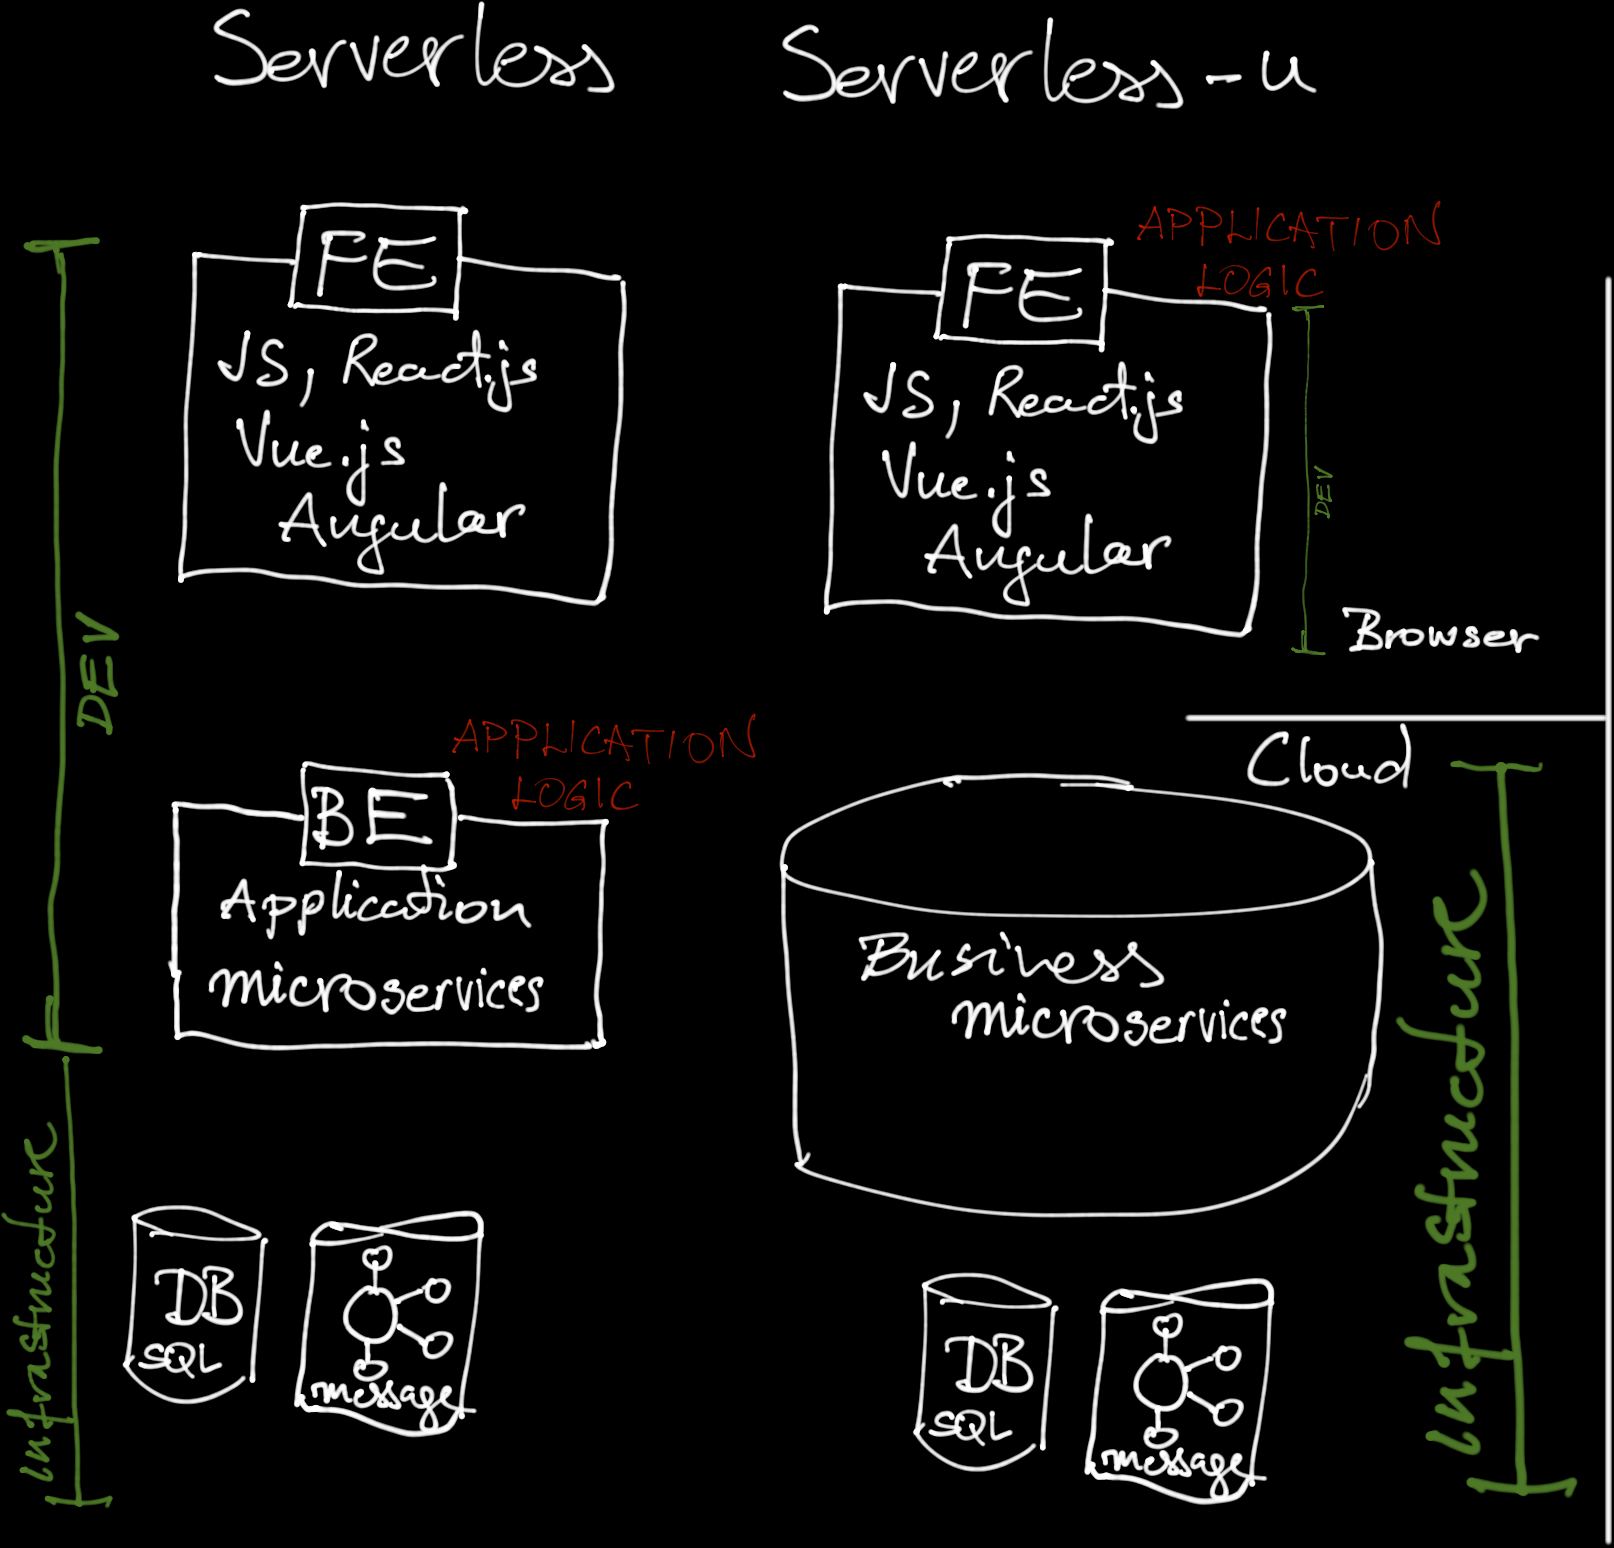 Serverless
Serverless-u
FE
JS, React.js
Vue.js
Angular
DEV
BE
APPLICATION
LOGIC
Application
microservices
Infrastructure
DB
SQL
message
FE
APPLICATION
LOGIC
JS, React.js
Vue.js
Angular
DEV
Browser
Cloud
Business
microservices
Infrastructure
DB
SQL
message